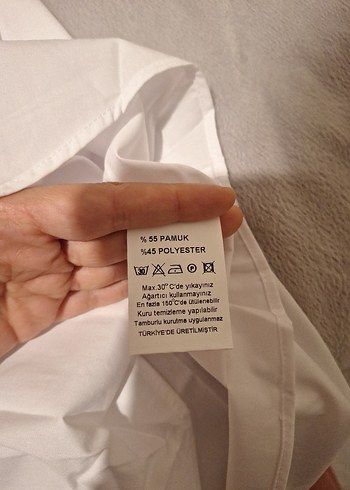 % 55 PAMUK
%45 POLYESTER
30 P
Max.30°C'de yıkayınız
Ağartıcı kullanmayınız
En fazla 150°C'de ütülenebilir
Kuru temizleme yapılabilir
Tamburlu kurutma uygulanmaz
TÜRKİYE'DE ÜRETİLMİŞTİR